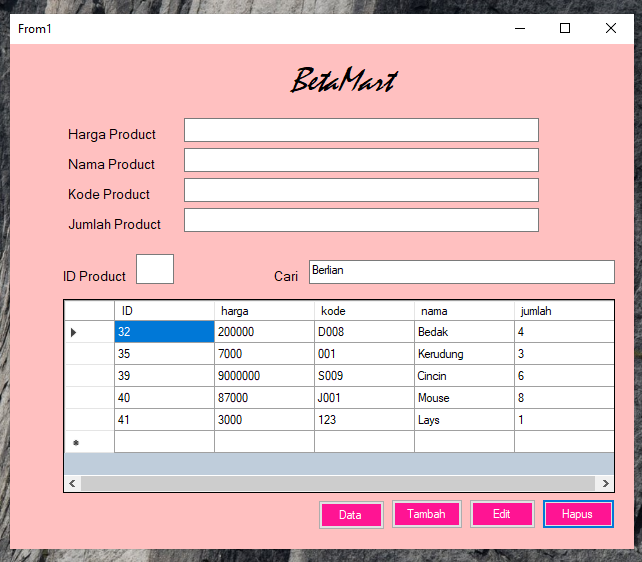 From1
BetaMart
Harga Product
Nama Product
Kode Product
Jumlah Product
ID Product Cari Berlian
ID harga kode nama jumlah
32 200000 D008 Bedak 4
35 7000 001 Kerudung 3
39 9000000 S009 Cincin 6
40 87000 J001 Mouse 8
41 3000 123 Lays 1
Data Tambah Edit Hapus